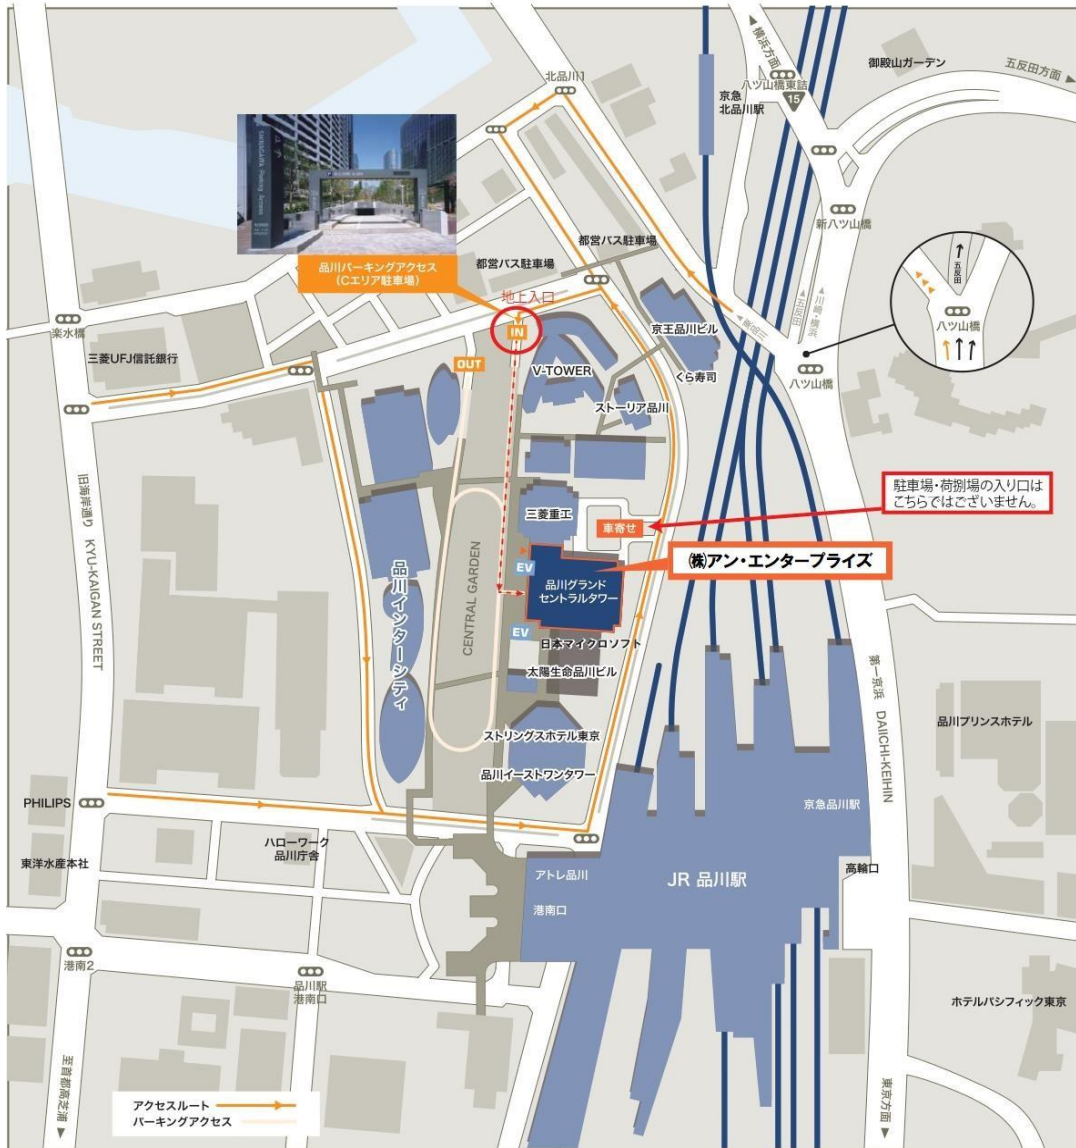 横浜方面
八ツ山橋東詰
15
御殿山ガーデン
五反田方面
京急
北品川駅
北品川1
新八ツ山橋
SHINAGAWA Parking Access
都営バス駐車場
品川パーキングアクセス
(Cエリア駐車場)
都営バス駐車場
地上入口
IN
OUT
楽水橋
三菱UFJ信託銀行
京王品川ビル
くら寿司
V-TOWER
ストーリア品川
三田方面
五反田
川崎・横浜
八ツ山橋
五反田
八ツ山橋
旧海岸通り KYU-KAIGAN STREET
品川インターシティ
CENTRAL GARDEN
三菱重工
車寄せ
駐車場・荷捌場の入り口は
こちらではございません。
㈱アン・エンタープライズ
EV
品川グランド
セントラルタワー
EV
日本マイクロソフト
太陽生命品川ビル
ストリングスホテル東京
品川イーストワンタワー
第一京浜 DAIICHI-KEIHIN
品川プリンスホテル
京急品川駅
PHILIPS
ハローワーク
品川庁舎
東洋水産本社
アトレ品川
港南口
JR 品川駅
高輪口
港南2
品川駅
港南口
ホテルパシフィック東京
至首都高芝浦
東京方面
アクセスルート
パーキングアクセス